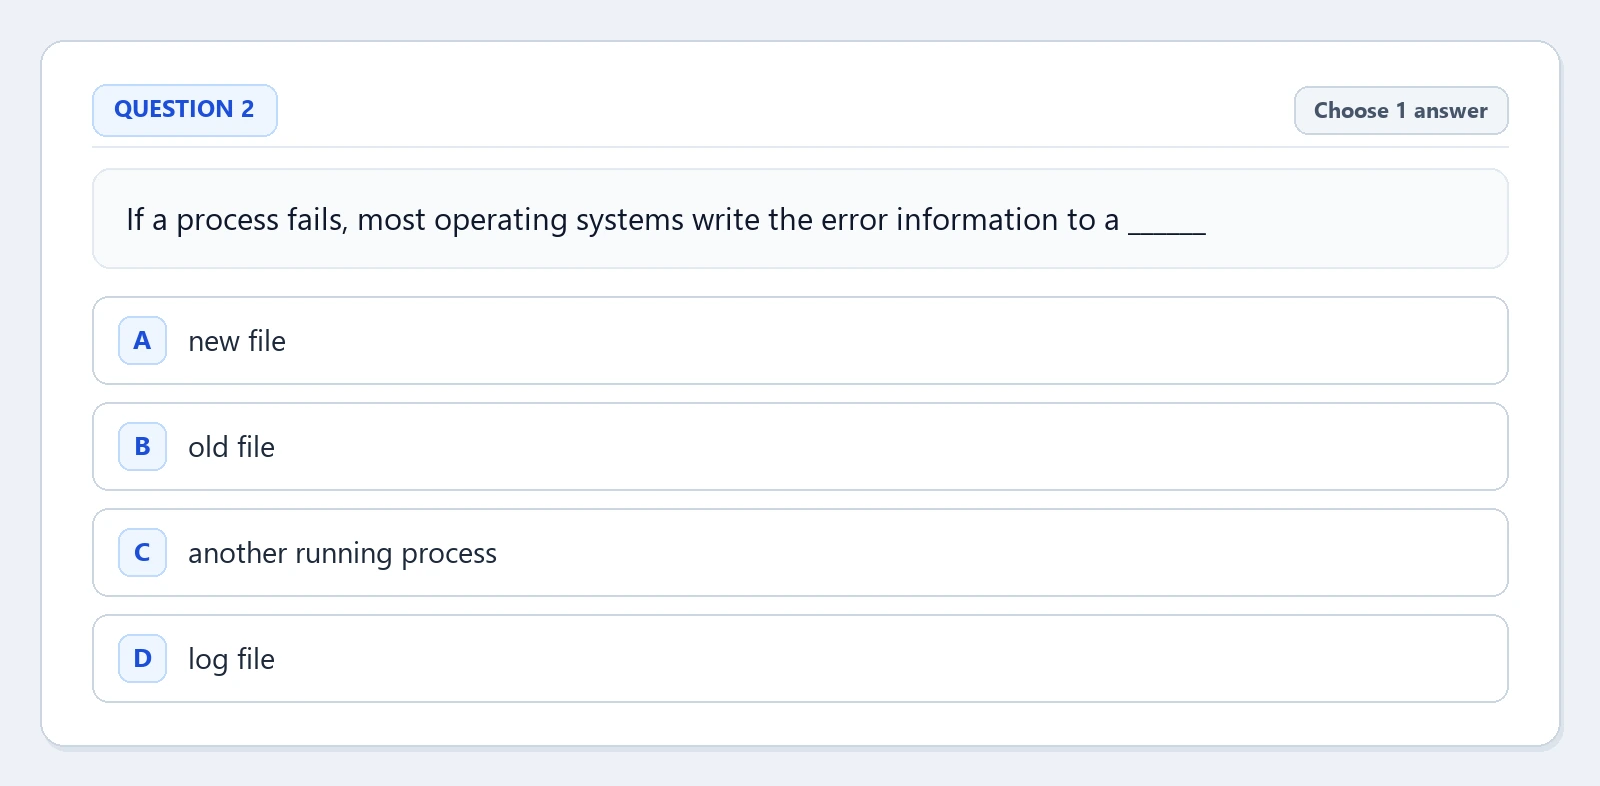 QUESTION 2
Choose 1 answer
If a process fails, most operating systems write the error information to a ______
A new file
B old file
C another running process
D log file